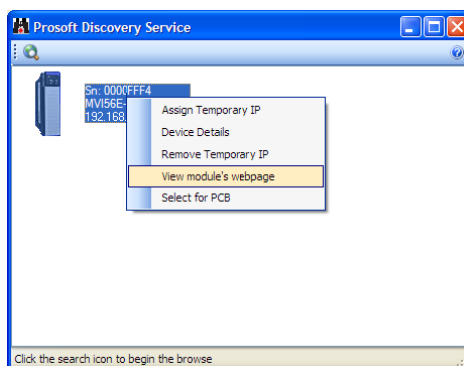 Prosoft Discovery Service
Sn: 0000FFF4
MVI56E-
192.168.
Assign Temporary IP
Device Details
Remove Temporary IP
View module's webpage
Select for PCB
Click the search icon to begin the browse